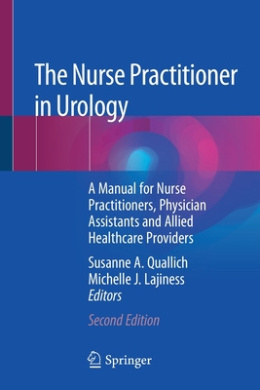 The Nurse Practitioner
in Urology
A Manual for Nurse
Practitioners, Physician
Assistants and Allied
Healthcare Providers
Susanne A. Quallich
Michelle J. Lajiness
Editors
Second Edition
Springer